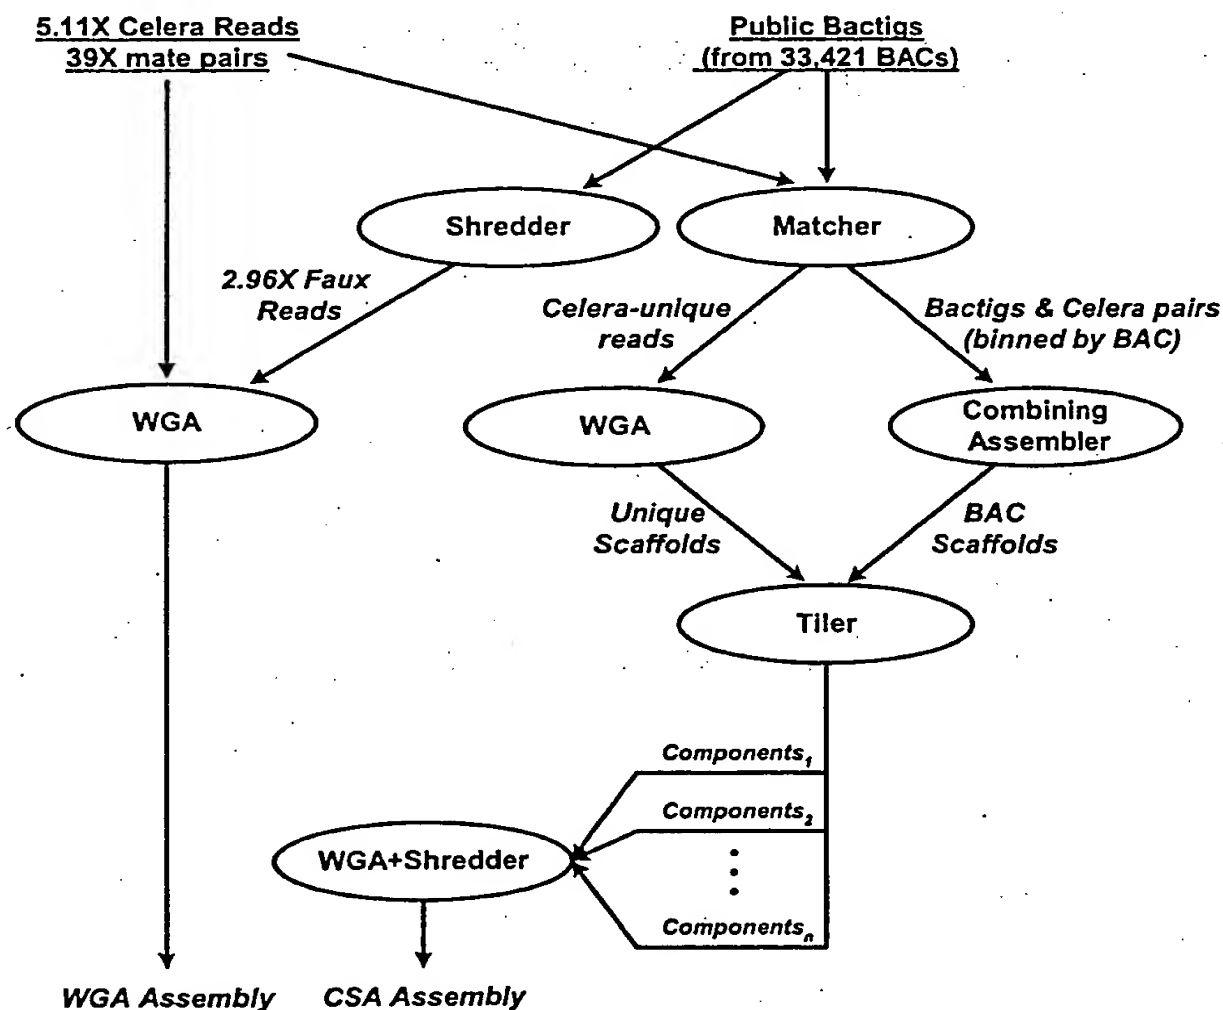 5.11X Celera Reads
39X mate pairs
Public Bactigs
(from 33,421 BACs)
Shredder
Matcher
2.96X Faux
Reads
Celera-unique
reads
Bactigs & Celera pairs
(binned by BAC)
WGA
WGA
Combining
Assembler
Unique
Scaffolds
BAC
Scaffolds
Tiler
Components1
Components2
WGA+Shredder
Componentsn
WGA Assembly
CSA Assembly